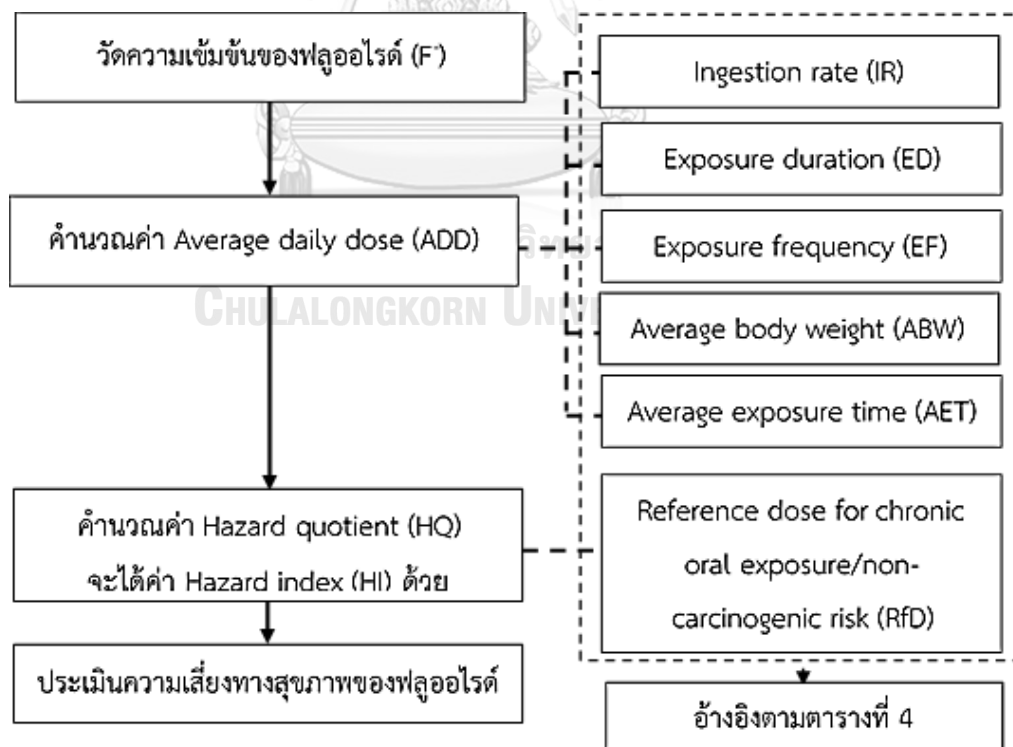 วัดความเข้มข้นของฟลูออไรด์ (F⁻)
Ingestion rate (IR)
Exposure duration (ED)
คำนวณค่า Average daily dose (ADD)
Exposure frequency (EF)
CHULALONGKORN UNIV
Average body weight (ABW)
Average exposure time (AET)
คำนวณค่า Hazard quotient (HQ)
จะได้ค่า Hazard index (HI) ด้วย
Reference dose for chronic
oral exposure/non-
carcinogenic risk (RfD)
ประเมินความเสี่ยงทางสุขภาพของฟลูออไรด์
อ้างอิงตามตารางที่ 4